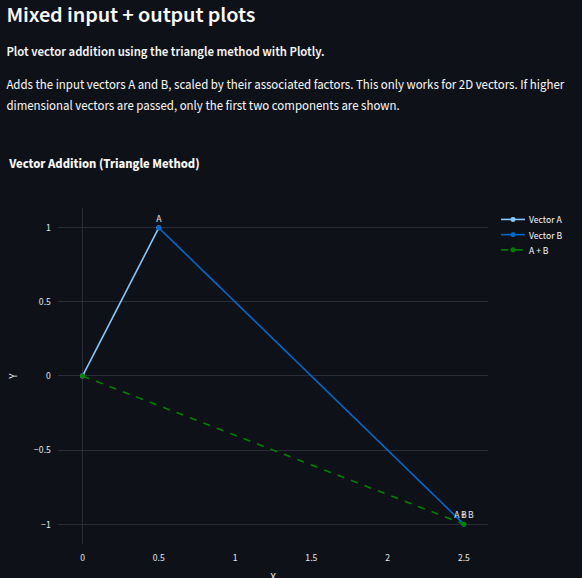 Mixed input + output plots
Plot vector addition using the triangle method with Plotly.
Adds the input vectors A and B, scaled by their associated factors. This only works for 2D vectors. If higher
dimensional vectors are passed, only the first two components are shown.
Vector Addition (Triangle Method)
A
Vector A
Vector B
A + B
1
0.5
0
−0.5
−1
Y
0
0.5
1
1.5
2
2.5